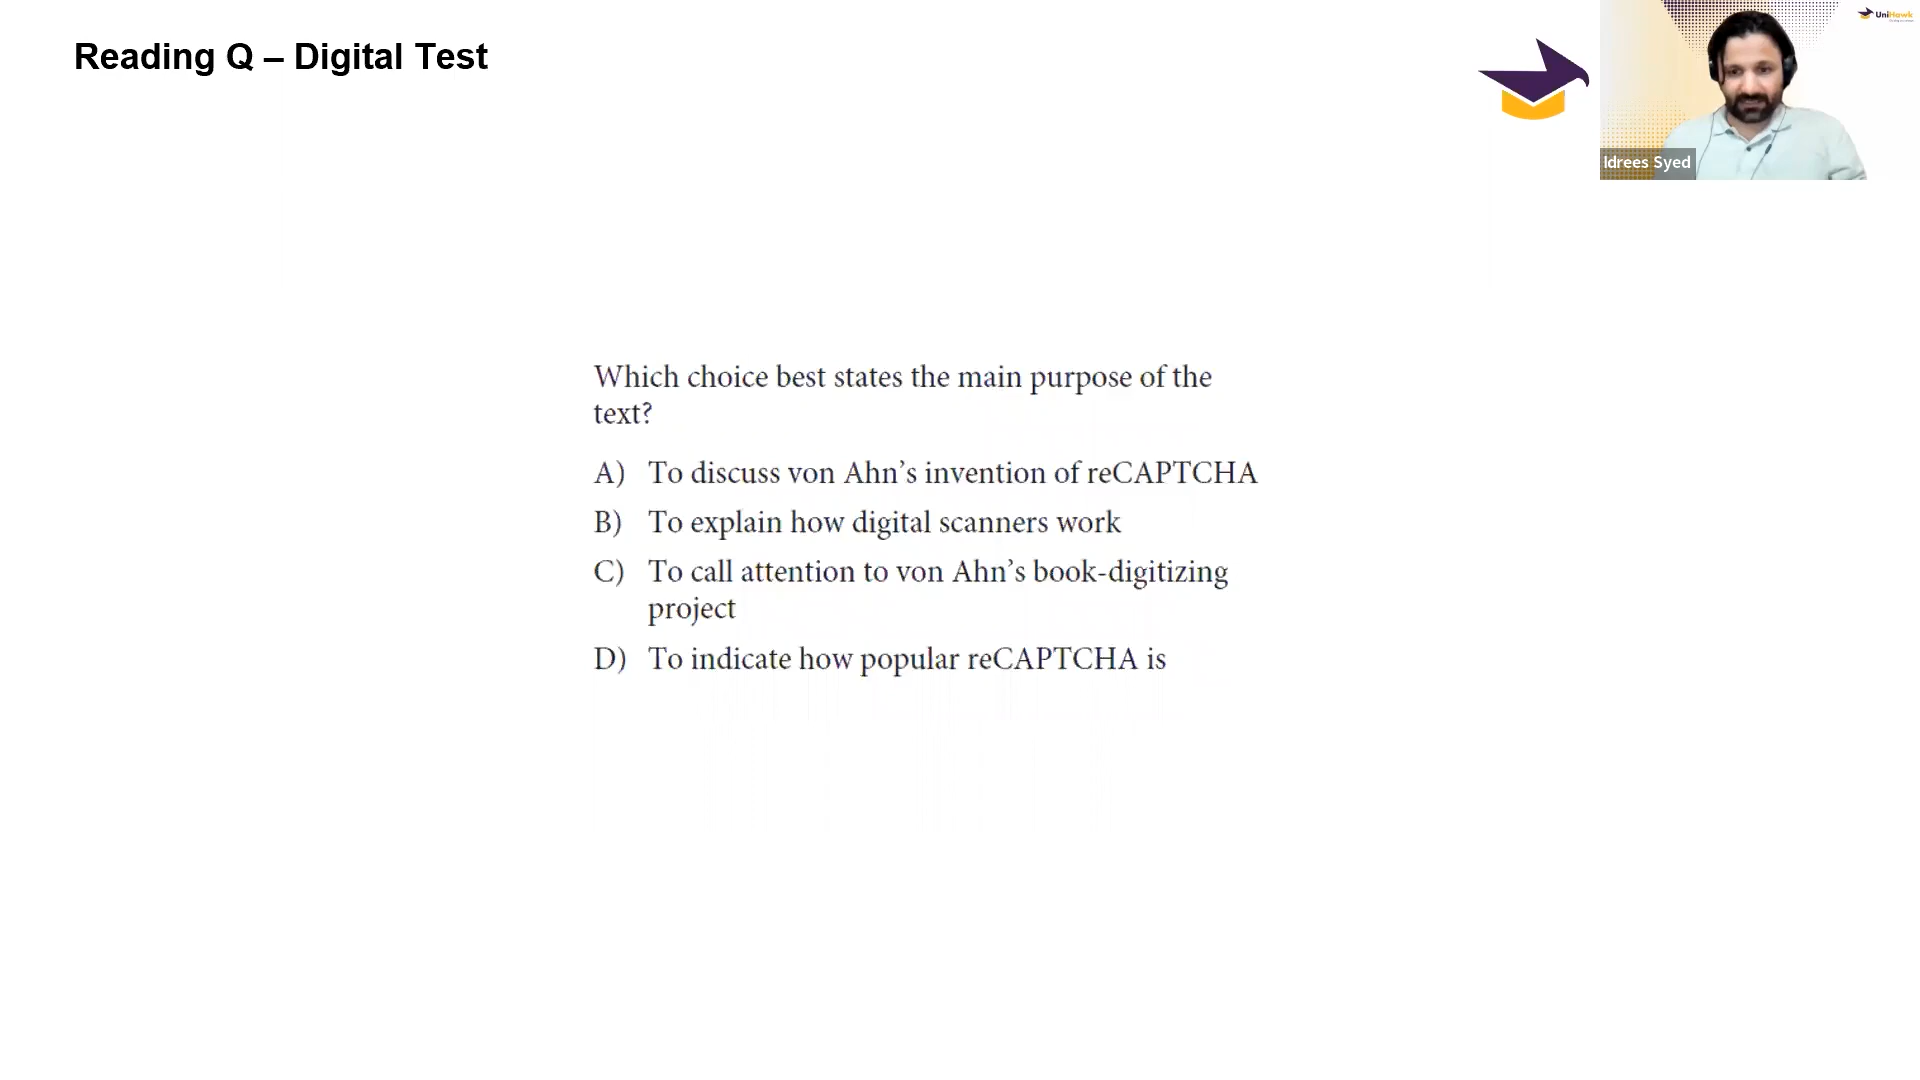 Reading Q – Digital Test
UniHawk
Idrees Syed
Which choice best states the main purpose of the
text?
A) To discuss von Ahn’s invention of reCAPTCHA
B) To explain how digital scanners work
C) To call attention to von Ahn’s book-digitizing
project
D) To indicate how popular reCAPTCHA is